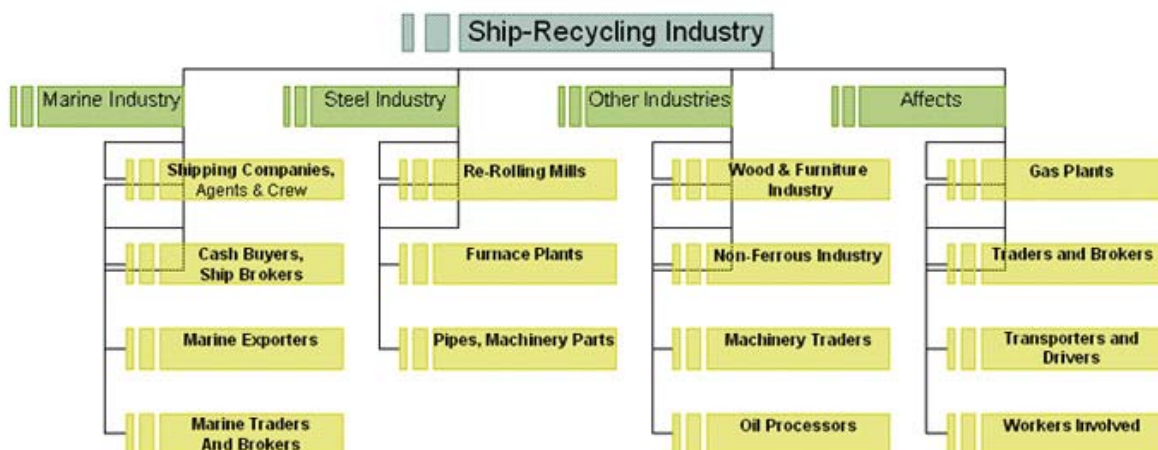 Ship-Recycling Industry
Marine Industry
Steel Industry
Other Industries
Affects
Shipping Companies,
Agents & Crew
Re-Rolling Mills
Wood & Furniture
Industry
Gas Plants
Cash Buyers,
Ship Brokers
Furnace Plants
Non-Ferrous Industry
Traders and Brokers
Marine Exporters
Pipes, Machinery Parts
Machinery Traders
Transporters and
Drivers
Marine Traders
And Brokers
Oil Processors
Workers Involved